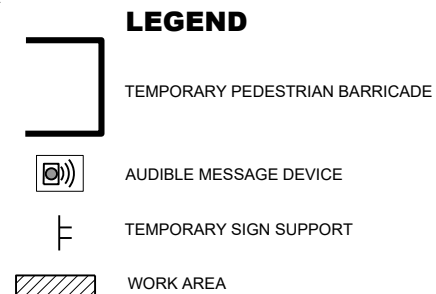 LEGEND
TEMPORARY PEDESTRIAN BARRICADE
AUDIBLE MESSAGE DEVICE
TEMPORARY SIGN SUPPORT
WORK AREA